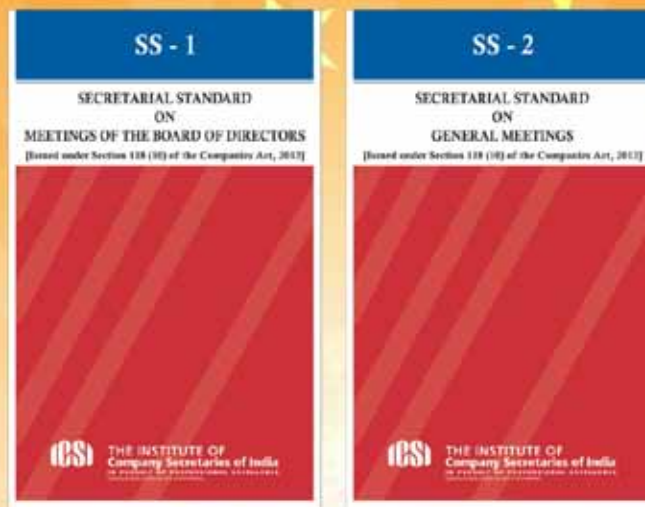 SS - 1
SECRETARIAL STANDARD
ON
MEETINGS OF THE BOARD OF DIRECTORS
[Issued under Section 118 (10) of the Companies Act, 2013]
ICSI
THE INSTITUTE OF
Company Secretaries of India
SS - 2
SECRETARIAL STANDARD
ON
GENERAL MEETINGS
[Issued under Section 118 (10) of the Companies Act, 2013]
ICSI
THE INSTITUTE OF
Company Secretaries of India